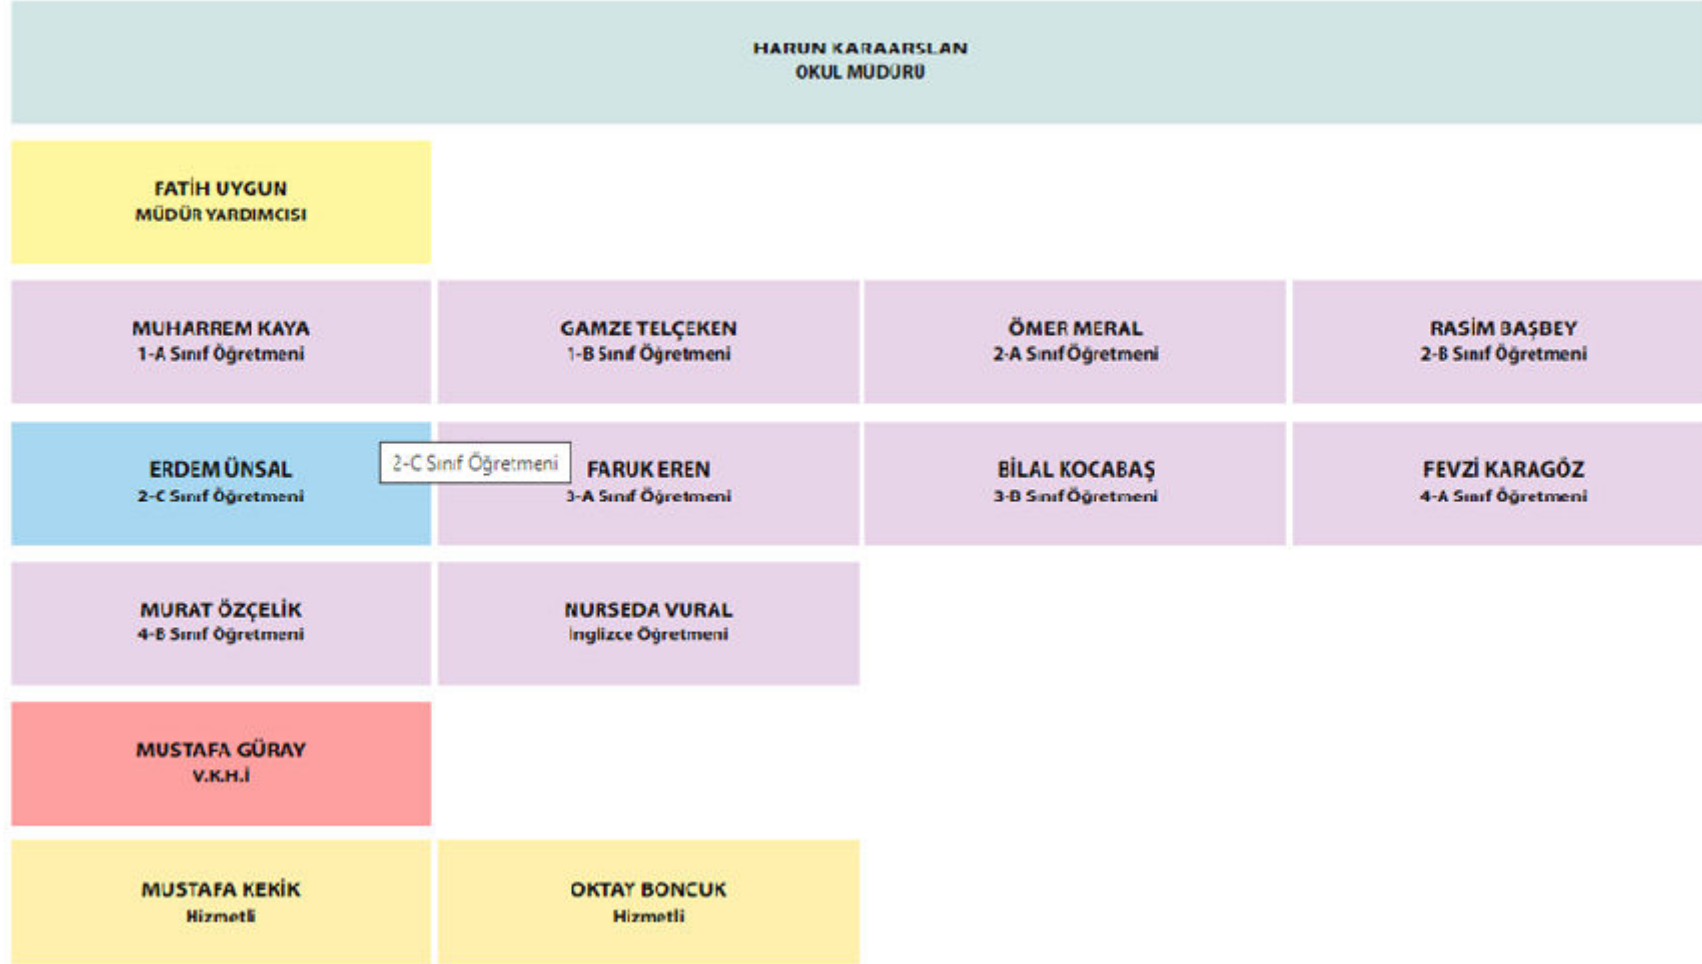 HARUN KARAARSLAN
OKUL MÜDÜRÜ
FATİH UYGUN
MÜDÜR YARDIMCISI
MUHARREM KAYA
1-A Sınıf Öğretmeni
GAMZE TELÇEKEN
1-B Sınıf Öğretmeni
ÖMER MERAL
2-A Sınıf Öğretmeni
RASİM BAŞBEY
2-B Sınıf Öğretmeni
ERDEM ÜNSAL
2-C Sınıf Öğretmeni
2-C Sınıf Öğretmeni
FARUK EREN
3-A Sınıf Öğretmeni
BİLAL KOCABAŞ
3-B Sınıf Öğretmeni
FEVZİ KARAGÖZ
4-A Sınıf Öğretmeni
MURAT ÖZÇELİK
4-B Sınıf Öğretmeni
NURSEDA VURAL
İnglizce Öğretmeni
MUSTAFA GÜRAY
V.K.H.İ
MUSTAFA KEKİK
Hizmetli
OKTAY BONCUK
Hizmetli